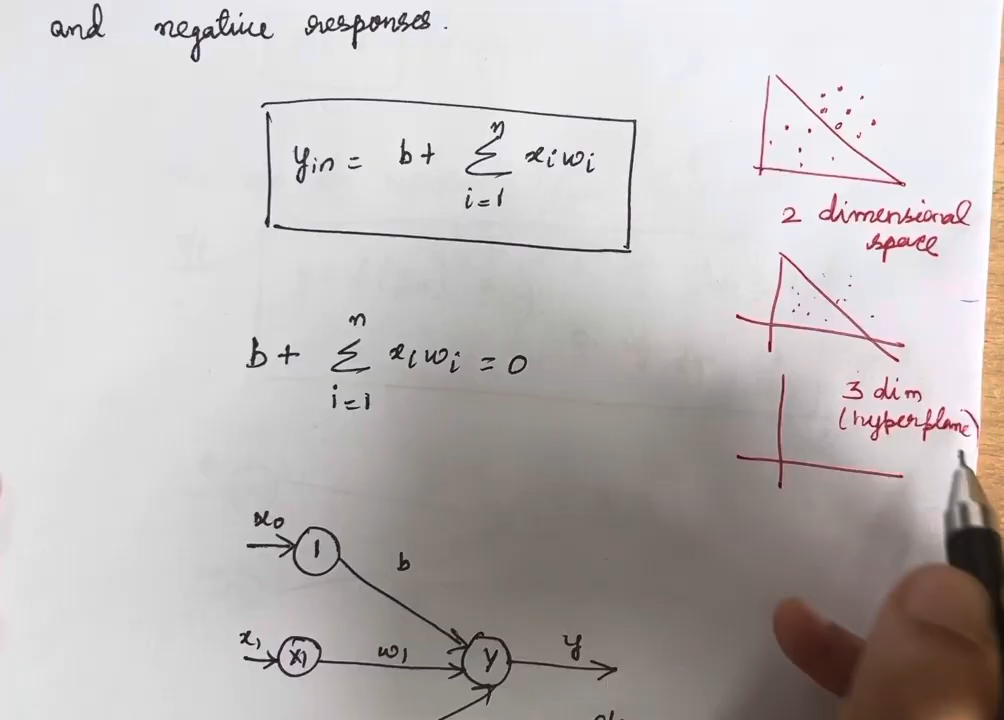 and negative responses.
yin = b + n∑i=1 xiwi
2 dimensional
space
b + n∑i=1 xiwi = 0
3 dim
(hyperplane)
x0
1
b
x1
X1
w1
Y
y